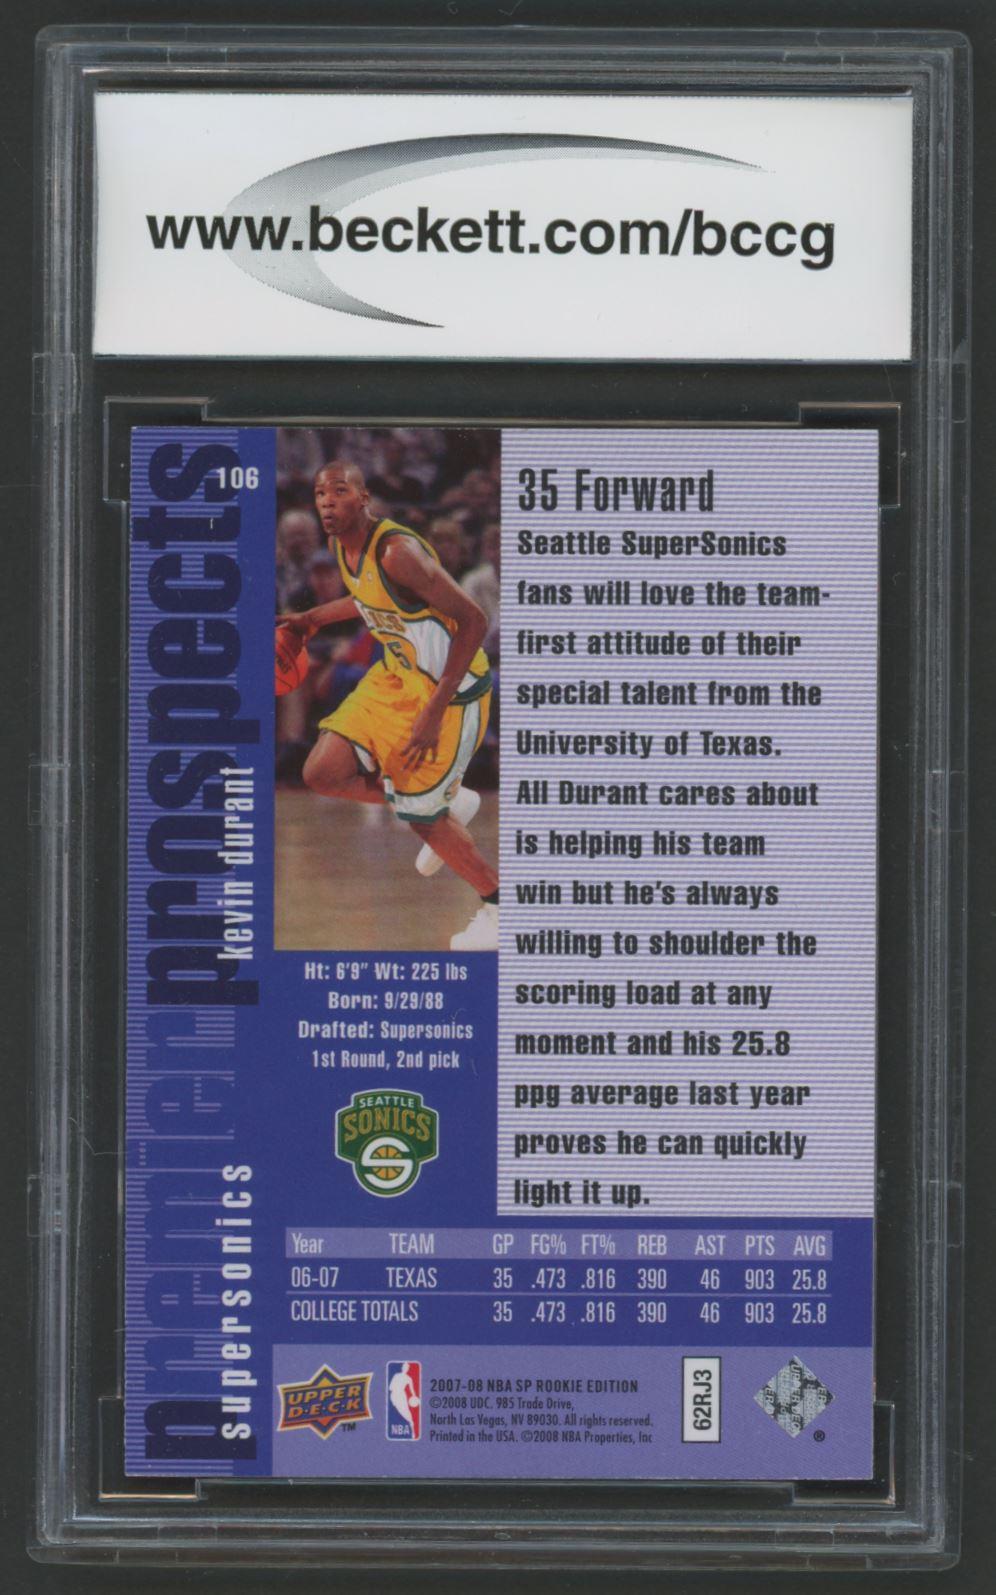 www.beckett.com/bccg
106
premier prospects
kevin durant
supersonics
35 Forward
Seattle SuperSonics
fans will love the team-
first attitude of their
special talent from the
University of Texas.
All Durant cares about
is helping his team
win but he's always
willing to shoulder the
scoring load at any
moment and his 25.8
ppg average last year
proves he can quickly
light it up.
Ht: 6'9" Wt: 225 lbs
Born: 9/29/88
Drafted: Supersonics
1st Round, 2nd pick
SEATTLE
SONICS
Year TEAM GP FG% FT% REB AST PTS AVG
06-07 TEXAS 35 .473 .816 390 46 903 25.8
COLLEGE TOTALS 35 .473 .816 390 46 903 25.8
UPPER
D·E·C·K
TM
NBA
2007-08 NBA SP ROOKIE EDITION
©2008 UDC. 985 Trade Drive,
North Las Vegas, NV 89030. All rights reserved.
Printed in the USA. ©2008 NBA Properties, Inc
62RJ3
®